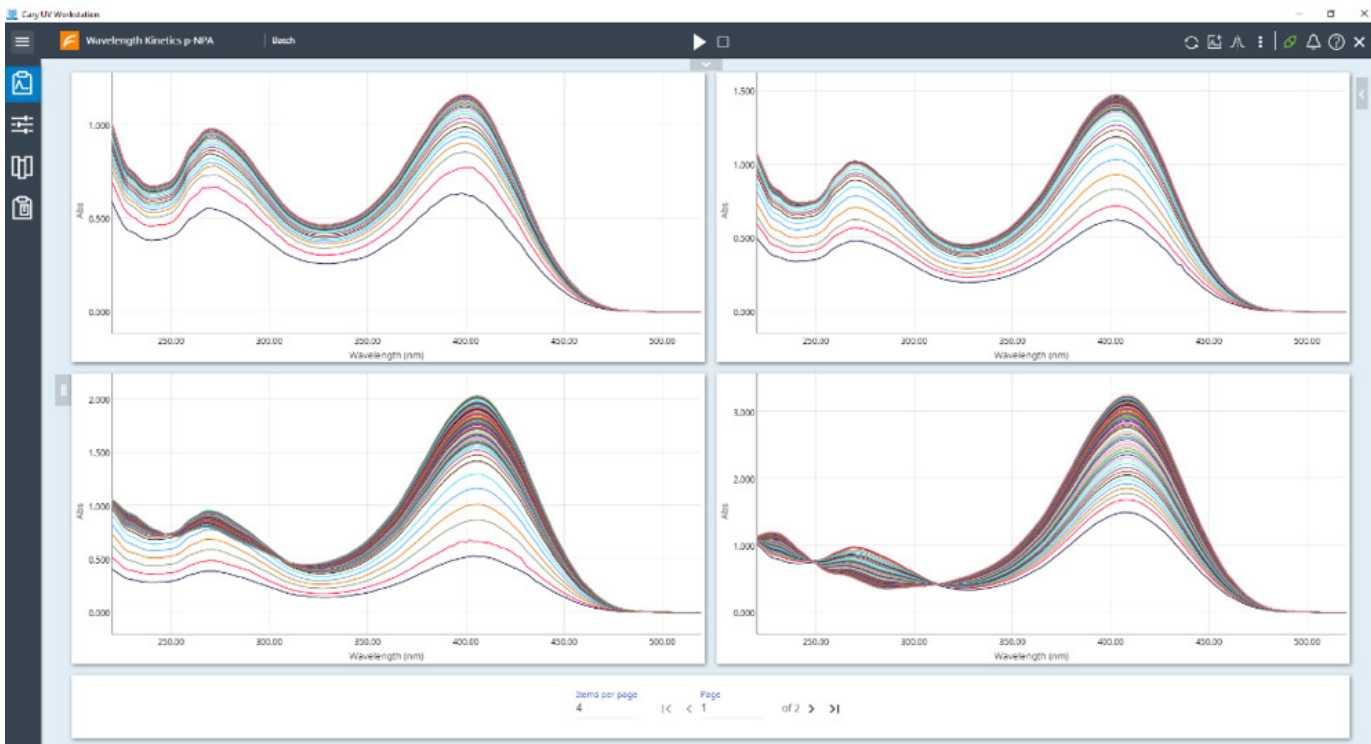 Cary UV Workstation
Wavelength Kinetics p-NPA
Batch
1.000
0.500
0.000
Abs
250.00 300.00 350.00 400.00 450.00 500.00
Wavelength (nm)
1.500
1.000
0.500
0.000
Abs
250.00 300.00 350.00 400.00 450.00 500.00
Wavelength (nm)
2.000
1.500
1.000
0.500
0.000
Abs
250.00 300.00 350.00 400.00 450.00 500.00
Wavelength (nm)
3.000
2.000
1.000
0.000
Abs
250.00 300.00 350.00 400.00 450.00 500.00
Wavelength (nm)
Items per page Page
4 1 of 2